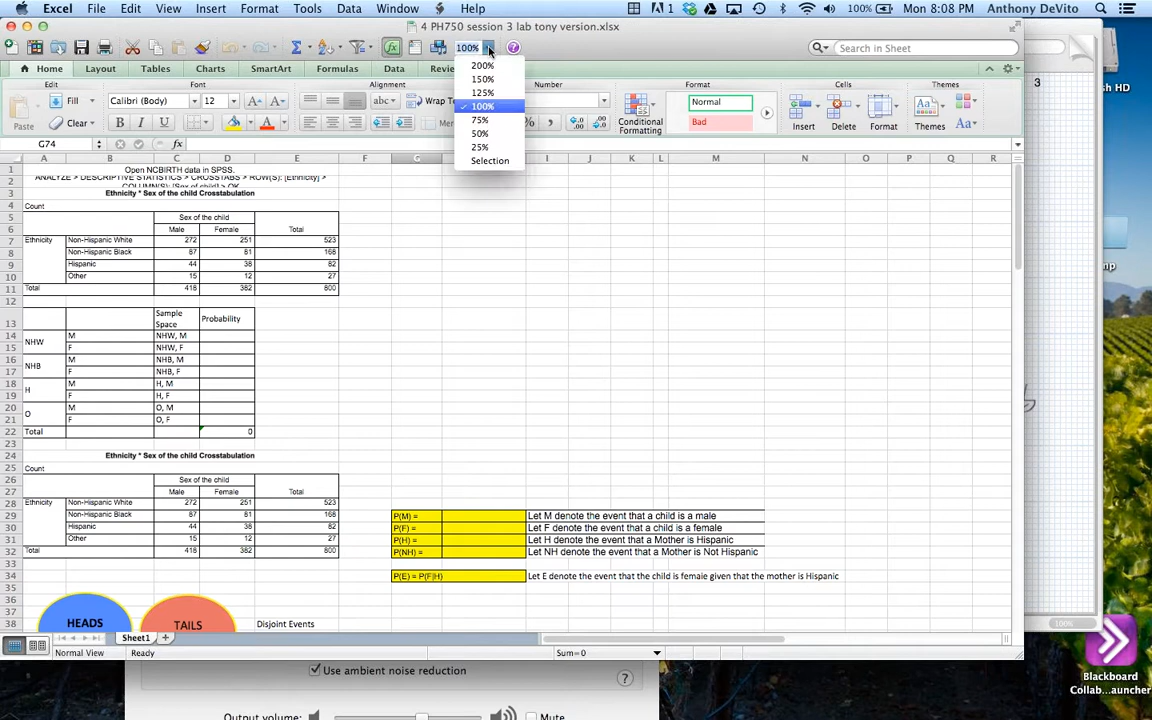 Excel File Edit View Insert Format Tools Data Window Help 1 100% Mon 8:08 PM Anthony DeVito
4 PH750 session 3 lab tony version.xlsx
100% Search in Sheet 3
200%
150%
125%
100%
75%
50%
25%
Selection
Home Layout Tables Charts SmartArt Formulas Data
Edit Font Alignment Number Format Cells Themes
Paste Fill Clear Calibri (Body) 12 abc Wrap Normal Bad Conditional Formatting Insert Delete Format Themes Aa
B I U A %
G74 fx
A B C D E F G I J K L M N O P Q R
Open NCBIRTH data in SPSS.
ANALYZE > DESCRIPTIVE STATISTICS > CROSSTABS > ROW(S): [Ethnicity] >
COLUMN(S): [Sex of child] > OK
Ethnicity * Sex of the child Crosstabulation
Count
Sex of the child
Male Female Total
Ethnicity Non-Hispanic White 272 251 523
Non-Hispanic Black 87 81 168
Hispanic 44 38 82
Other 15 12 27
Total 418 382 800
Sample Space Probability
NHW M NHW, M
F NHW, F
NHB M NHB, M
F NHB, F
H M H, M
F H, F
O M O, M
F O, F
Total 0
Ethnicity * Sex of the child Crosstabulation
Count
Sex of the child
Male Female Total
Ethnicity Non-Hispanic White 272 251 523
Non-Hispanic Black 87 81 168
Hispanic 44 38 82
Other 15 12 27
Total 418 382 800
P(M) = Let M denote the event that a child is a male
P(F) = Let F denote the event that a child is a female
P(H) = Let H denote the event that a Mother is Hispanic
P(NH) = Let NH denote the event that a Mother is Not Hispanic
P(E) = P(F|H) Let E denote the event that the child is female given that the mother is Hispanic
HEADS TAILS Disjoint Events
Sheet1
Normal View Ready Sum=0
100%
Use ambient noise reduction
Output volume: Mute
Blackboard
Collab...auncher